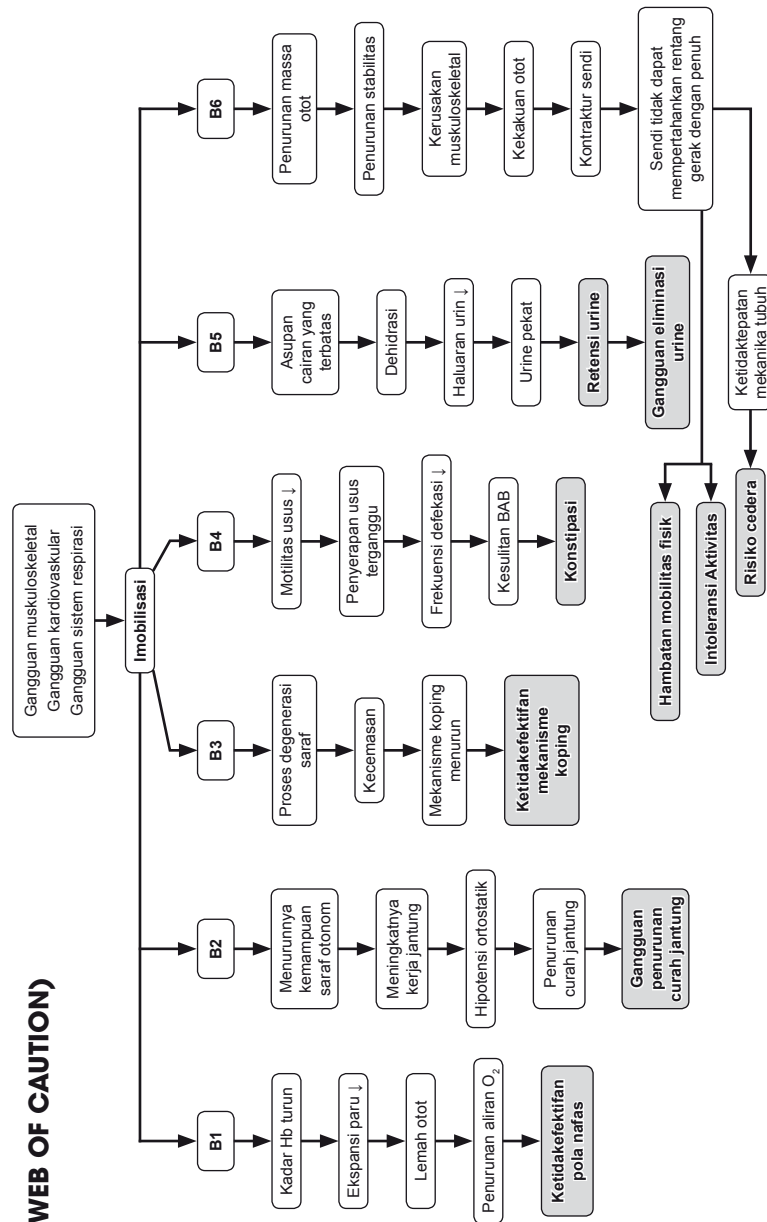 WEB OF CAUTION)
Gangguan muskuloskeletal
Gangguan kardiovaskular
Gangguan sistem respirasi
Imobilisasi
B1
Kadar Hb turun
Ekspansi paru ↓
Lemah otot
Penurunan aliran O₂
Ketidakefektifan
pola nafas
B2
Menurunnya
kemampuan
saraf otonom
Meningkatnya
kerja jantung
Hipotensi ortostatik
Penurunan
curah jantung
Gangguan
penurunan
curah jantung
B3
Proses degenerasi
saraf
Kecemasan
Mekanisme koping
menurun
Ketidakefektifan
mekanisme
koping
B4
Motilitas usus ↓
Penyerapan usus
terganggu
Frekuensi defekasi ↓
Kesulitan BAB
Konstipasi
B5
Asupan
cairan yang
terbatas
Dehidrasi
Haluaran urin ↓
Urine pekat
Retensi urine
Gangguan eliminasi
urine
B6
Penurunan massa
otot
Penurunan stabilitas
Kerusakan
muskuloskeletal
Kekakuan otot
Kontraktur sendi
Sendi tidak dapat
mempertahankan rentang
gerak dengan penuh
Hambatan mobilitas fisik
Intoleransi Aktivitas
Ketidaktepatan
mekanika tubuh
Risiko cedera